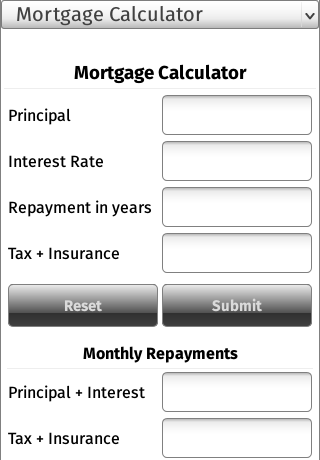 Mortgage Calculator
Mortgage Calculator
Principal
Interest Rate
Repayment in years
Tax + Insurance
Reset Submit
Monthly Repayments
Principal + Interest
Tax + Insurance